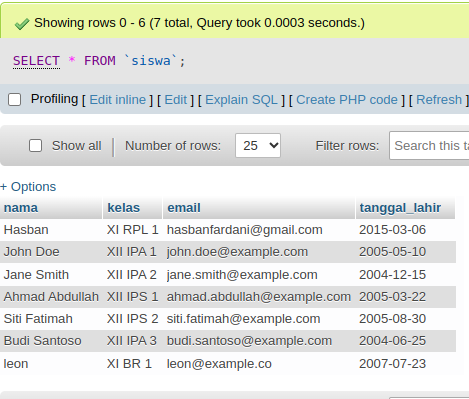 Showing rows 0 - 6 (7 total, Query took 0.0003 seconds.)
SELECT * FROM `siswa`;
Profiling [ Edit inline ] [ Edit ] [ Explain SQL ] [ Create PHP code ] [ Refresh ]
Show all | Number of rows: 25 Filter rows: Search this ta
+ Options
nama kelas email tanggal_lahir
Hasban XI RPL 1 hasbanfardani@gmail.com 2015-03-06
John Doe XII IPA 1 john.doe@example.com 2005-05-10
Jane Smith XII IPA 2 jane.smith@example.com 2004-12-15
Ahmad Abdullah XII IPS 1 ahmad.abdullah@example.com 2005-03-22
Siti Fatimah XII IPS 2 siti.fatimah@example.com 2005-08-30
Budi Santoso XII IPA 3 budi.santoso@example.com 2004-06-25
leon XI BR 1 leon@example.co 2007-07-23